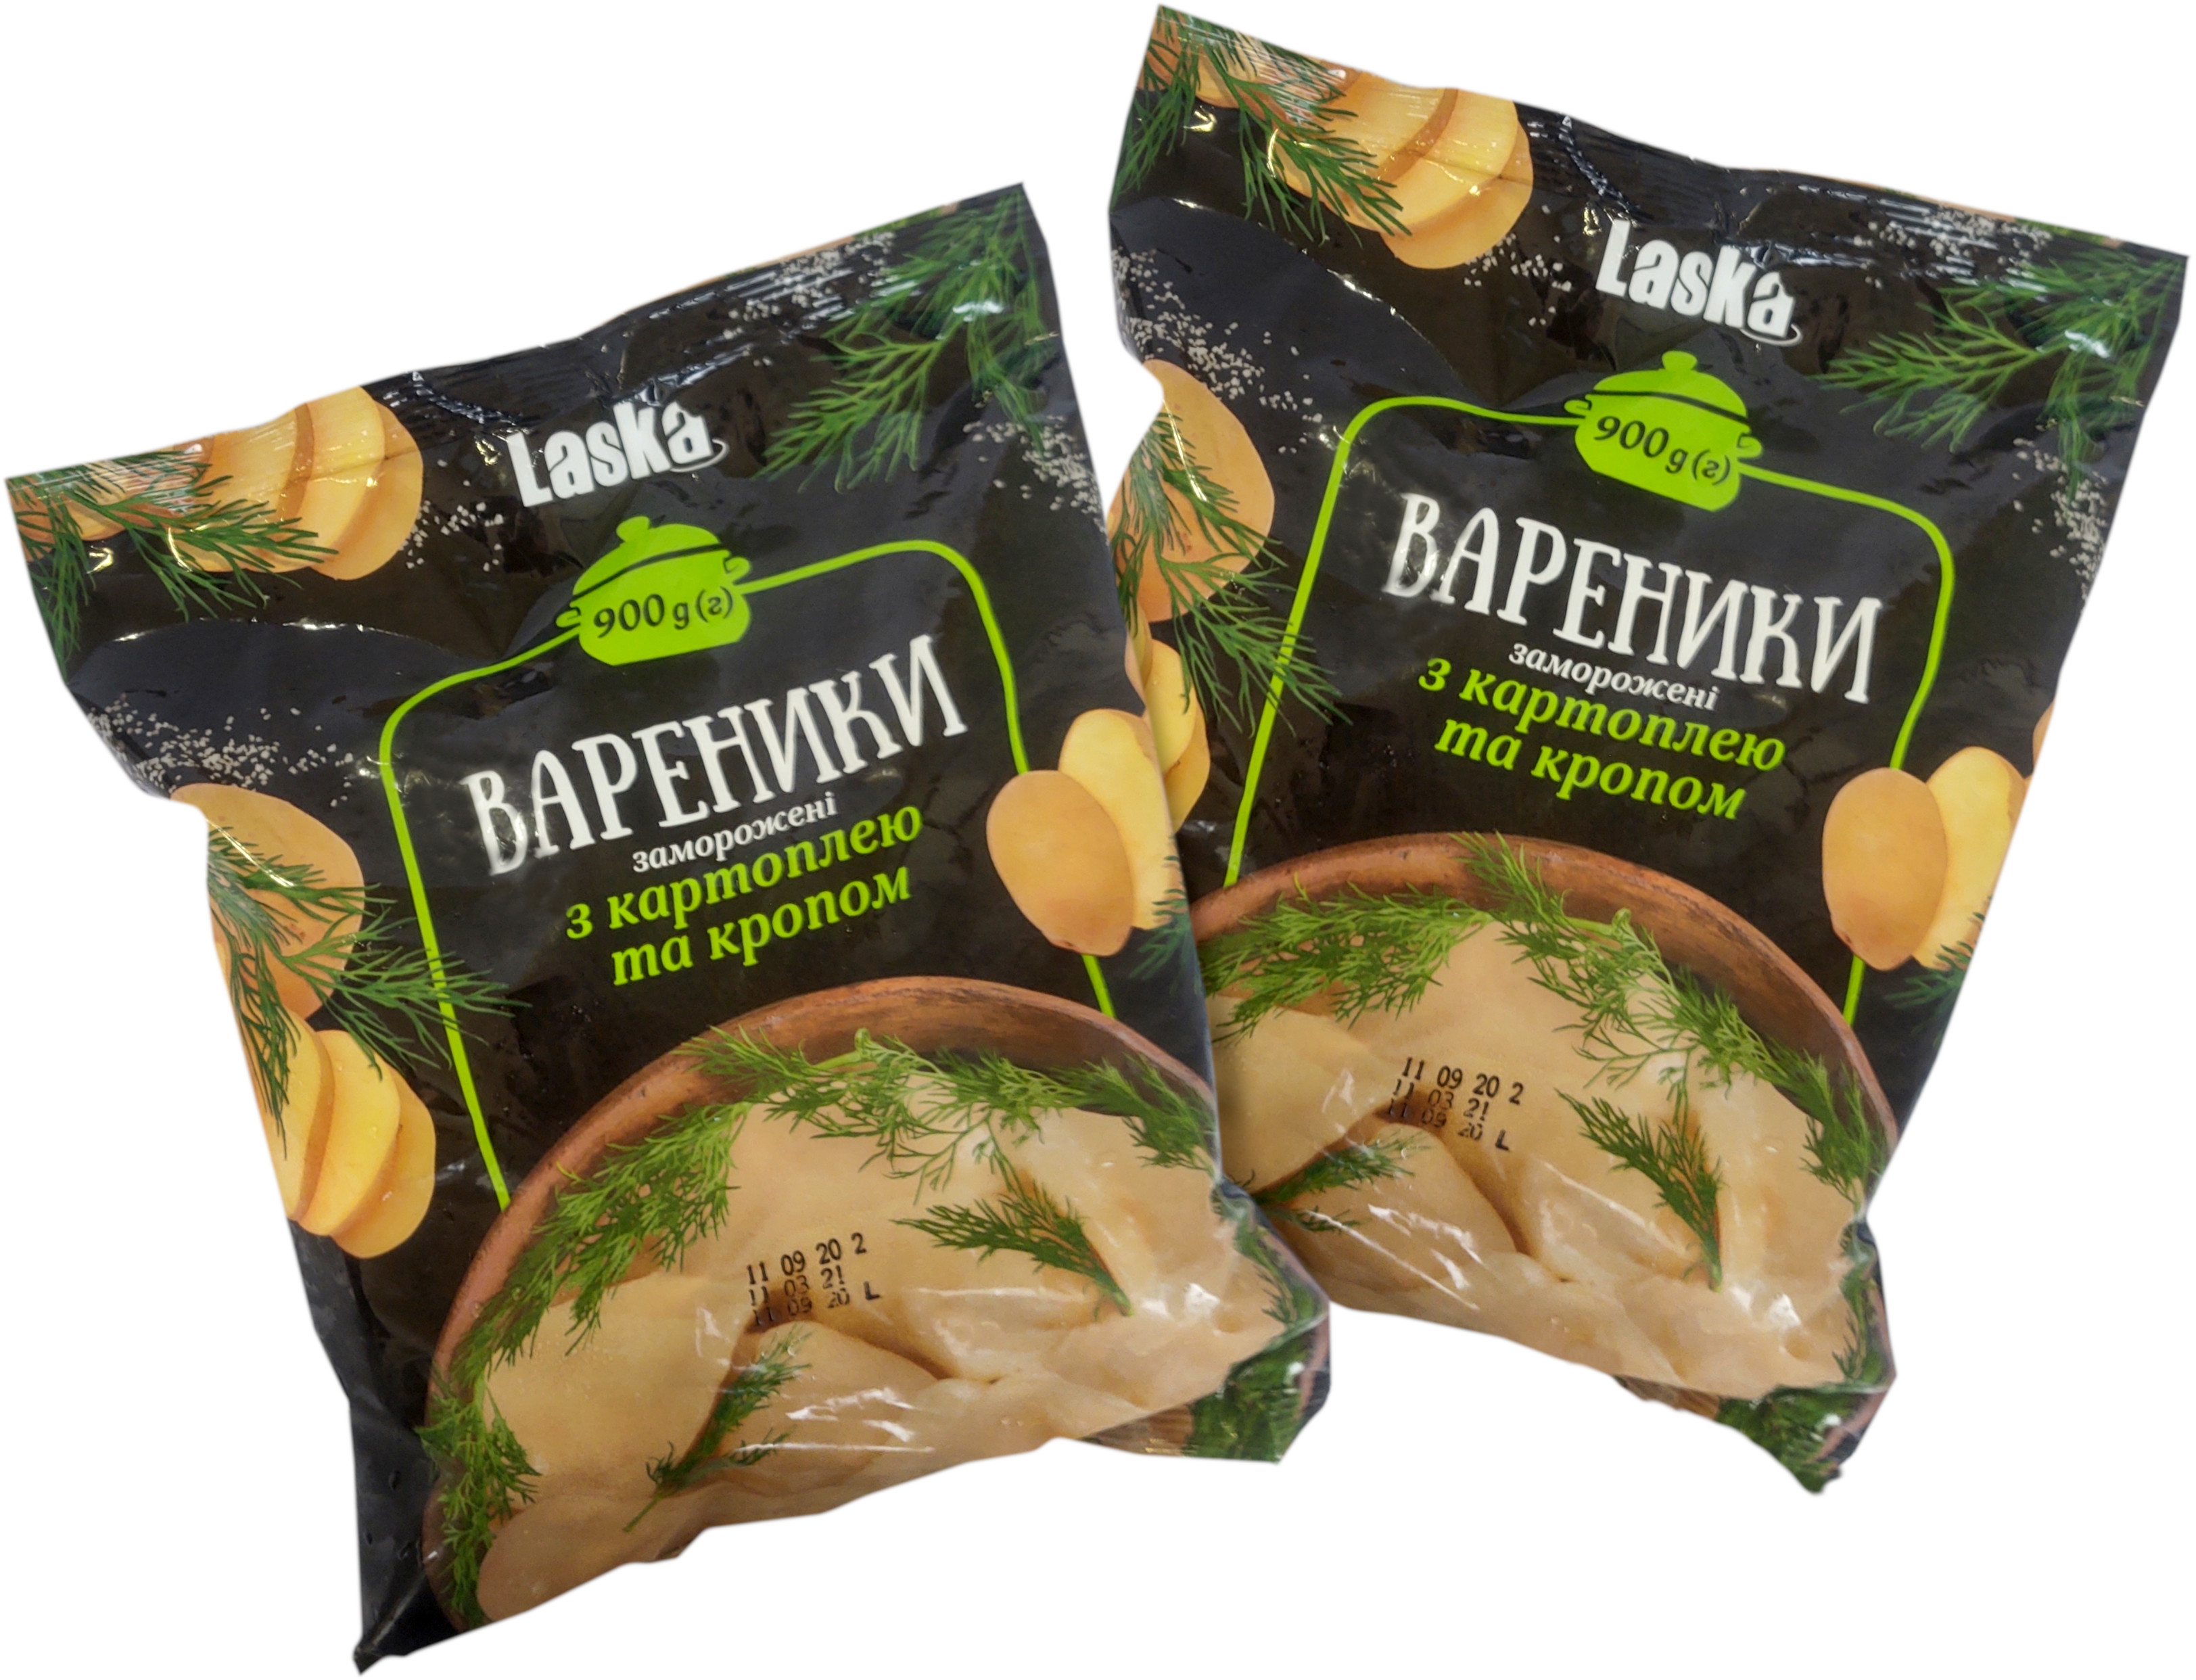 Laska
900 g (г)
ВАРЕНИКИ
заморожені
з картоплею
та кропом
11 09 20 2
11 03 21
11 09 20 L
Laska
900 g (г)
ВАРЕНИКИ
заморожені
з картоплею
та кропом
11 09 20 2
11 03 21
11 09 20 L